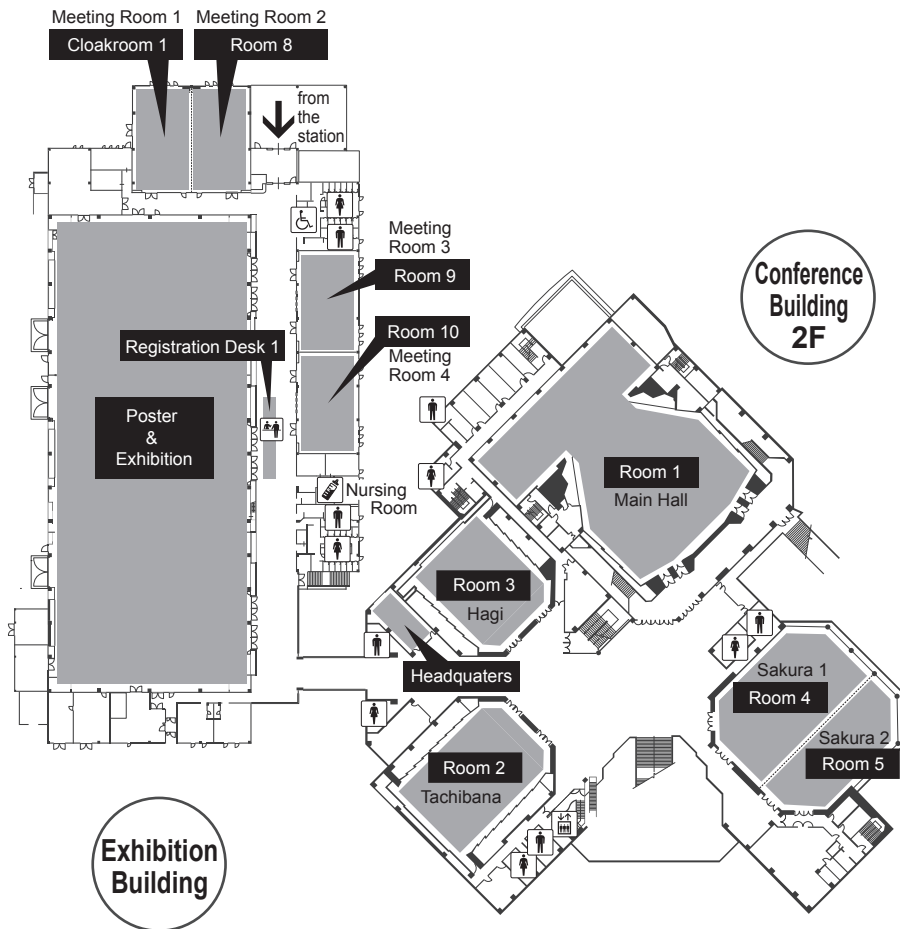 Meeting Room 1
Cloakroom 1
Meeting Room 2
Room 8
from
the
station
Meeting
Room 3
Room 9
Room 10
Meeting
Room 4
Registration Desk 1
Poster
&
Exhibition
Nursing
Room
Conference
Building
2F
Room 1
Main Hall
Room 3
Hagi
Headquaters
Sakura 1
Room 4
Sakura 2
Room 5
Room 2
Tachibana
Exhibition
Building